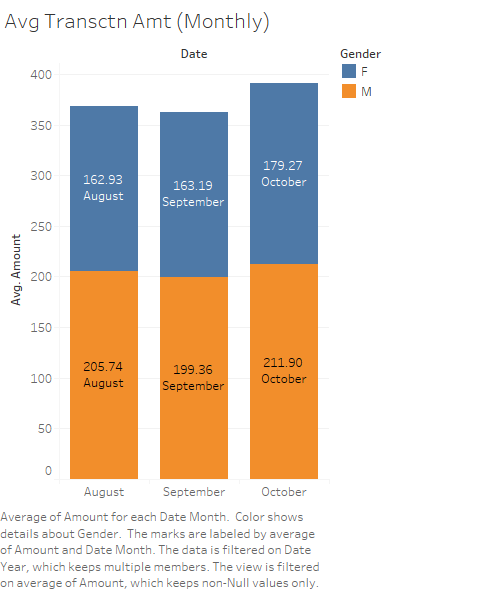 Avg Transctn Amt (Monthly)
Date
Gender
F
M
400
350
300
250
200
150
100
50
0
Avg. Amount
162.93
August
163.19
September
179.27
October
205.74
August
199.36
September
211.90
October
August
September
October
Average of Amount for each Date Month.  Color shows
details about Gender.  The marks are labeled by average
of Amount and Date Month. The data is filtered on Date
Year, which keeps multiple members. The view is filtered
on average of Amount, which keeps non-Null values only.